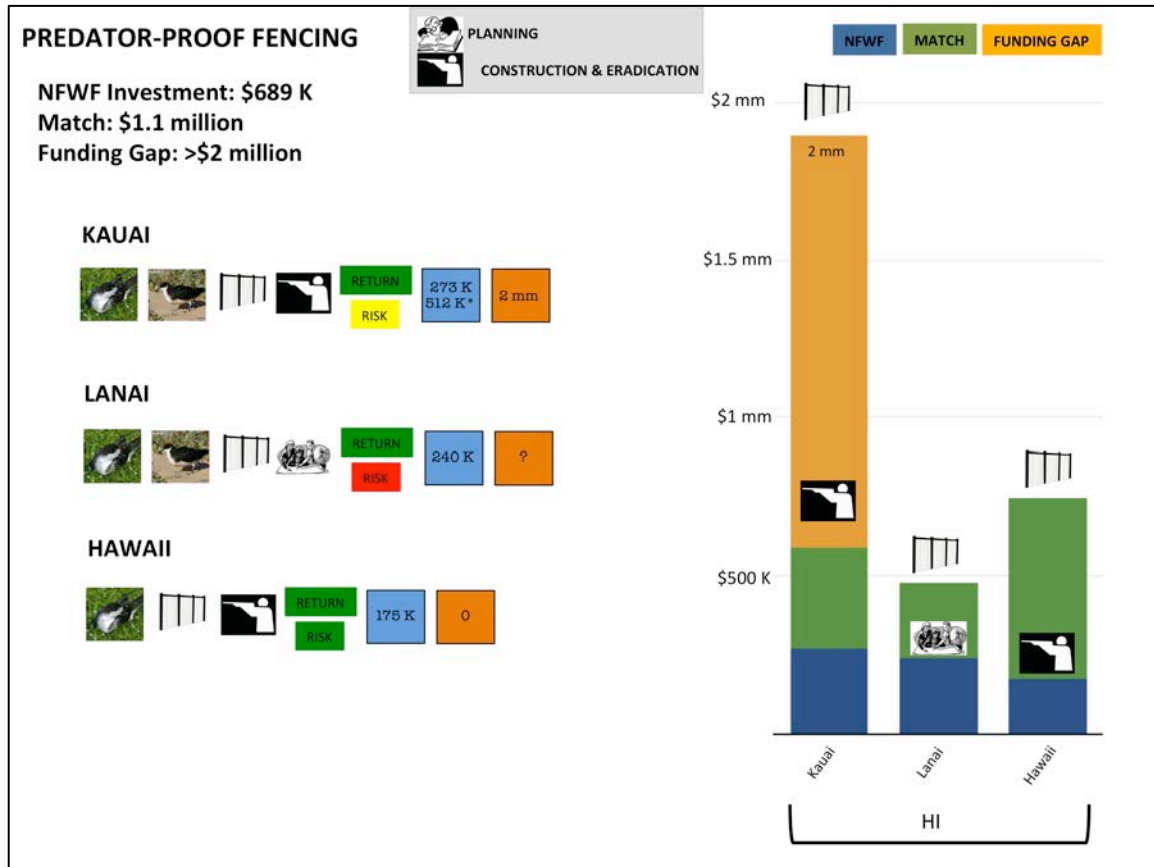 PREDATOR-PROOF FENCING
NFWF Investment: $689 K
Match: $1.1 million
Funding Gap: >$2 million
PLANNING
CONSTRUCTION & ERADICATION
NFWF
MATCH
FUNDING GAP
KAUAI
RETURN
RISK
273 K
512 K*
2 mm
LANAI
RETURN
RISK
240 K
?
HAWAII
RETURN
RISK
175 K
0
$2 mm
2 mm
$1.5 mm
$1 mm
$500 K
Kauai
Lanai
Hawaii
HI